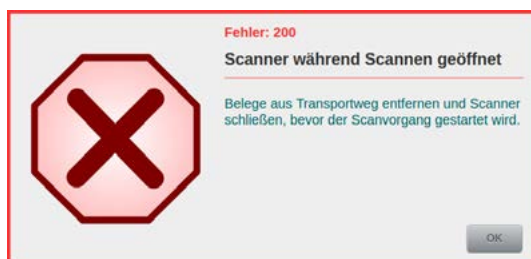 Fehler: 200
Scanner während Scannen geöffnet
Belege aus Transportweg entfernen und Scanner
schließen, bevor der Scanvorgang gestartet wird.
OK